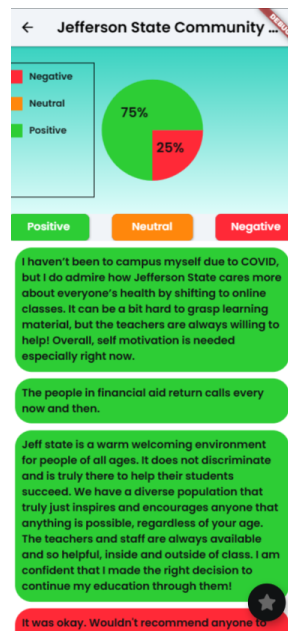 Jefferson State Community ...
DEBUG
Negative
Neutral
Positive
75%
25%
Positive
Neutral
Negative
I haven't been to campus myself due to COVID,
but I do admire how Jefferson State cares more
about everyone's health by shifting to online
classes. It can be a bit hard to grasp learning
material, but the teachers are always willing to
help! Overall, self motivation is needed
especially right now.
The people in financial aid return calls every
now and then.
Jeff state is a warm welcoming environment
for people of all ages. It does not discriminate
and is truly there to help their students
succeed. We have a diverse population that
truly just inspires and encourages anyone that
anything is possible, regardless of your age.
The teachers and staff are always available
and so helpful, inside and outside of class. I am
confident that I made the right decision to
continue my education through them!
It was okay. Wouldn't recommend anyone to